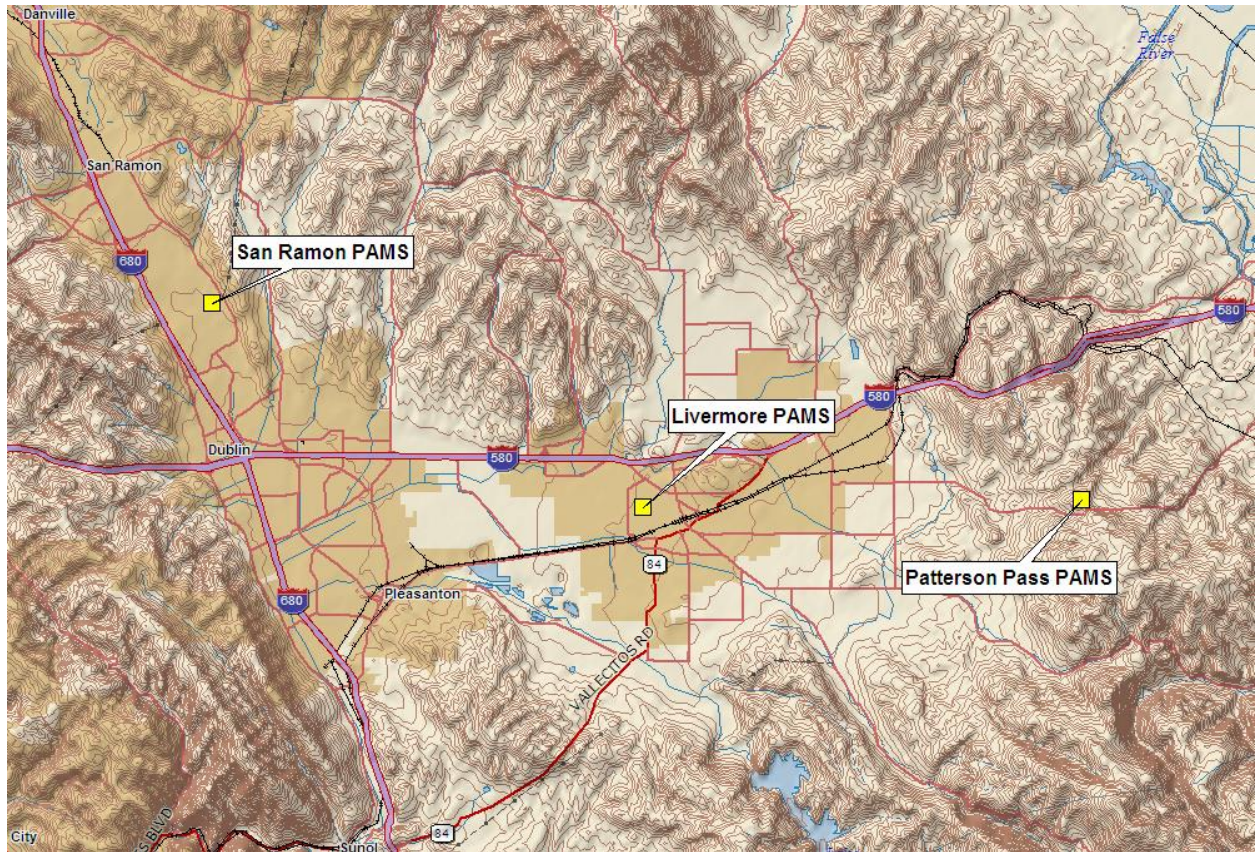 Danville
False
River
San Ramon
San Ramon PAMS
680
580
580
Livermore PAMS
Dublin
580
84
Patterson Pass PAMS
680
Pleasanton
VALLECITOS RD
84
City
S BLVD
Sunol